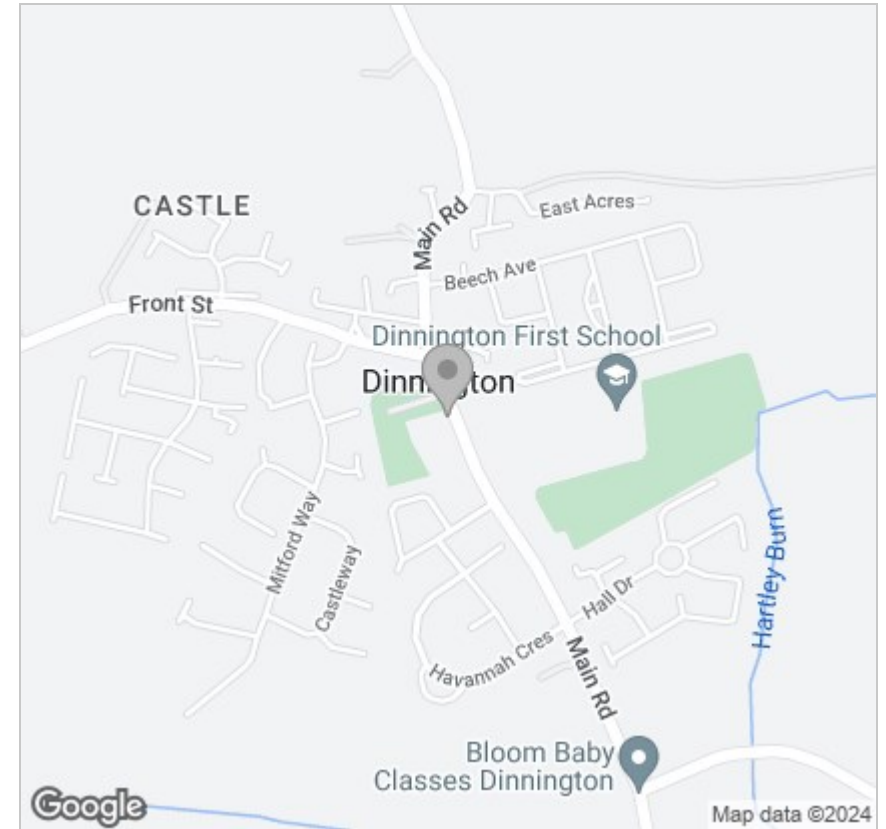 CASTLE
East Acres
Main Rd
Beech Ave
Front St
Dinnington First School
Dinnington
Mitford Way
Castleway
Hartley Burn
Hall Dr
Havannah Cres
Main Rd
Bloom Baby
Classes Dinnington
Google
Map data ©2024